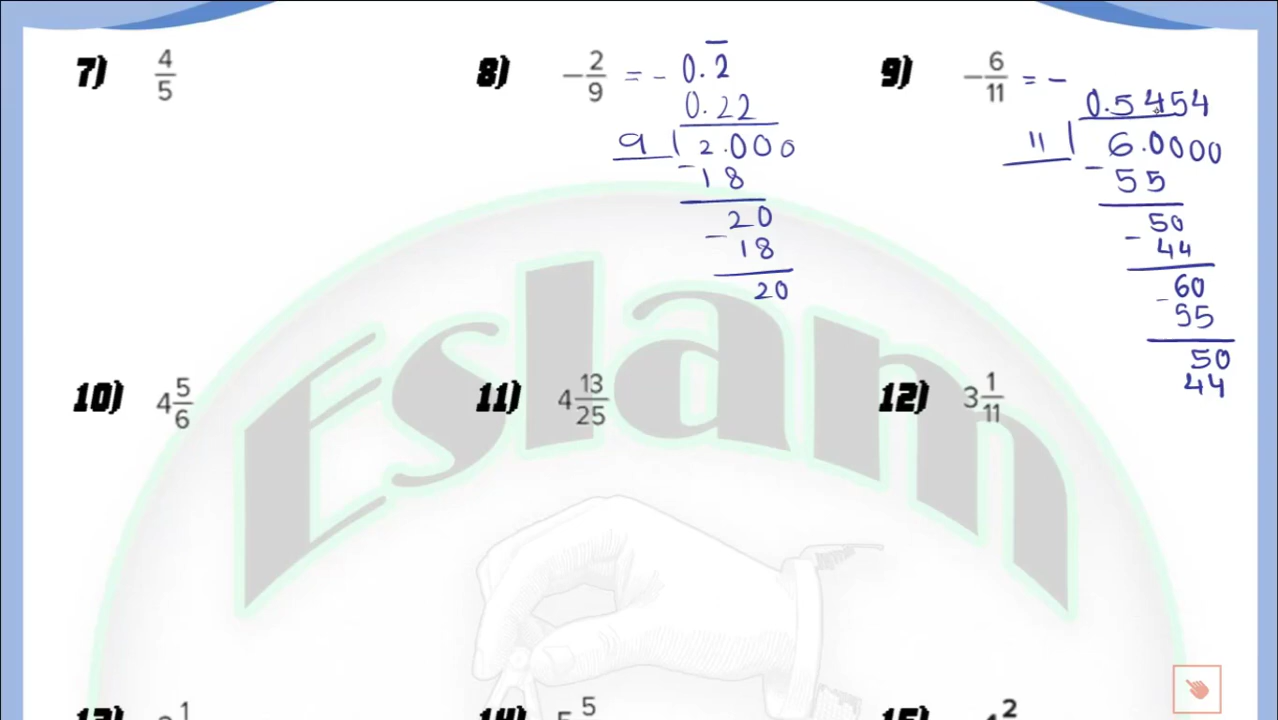 7) 4/5
8) -2/9 = - 0.2̅
0.22
9 | 2.000
- 18
20
- 18
20
9) -6/11 = -
0.5454
11 | 6.0000
- 55
50
- 44
60
- 55
50
44
10) 4 5/6
11) 4 13/25
12) 3 1/11
Eslam